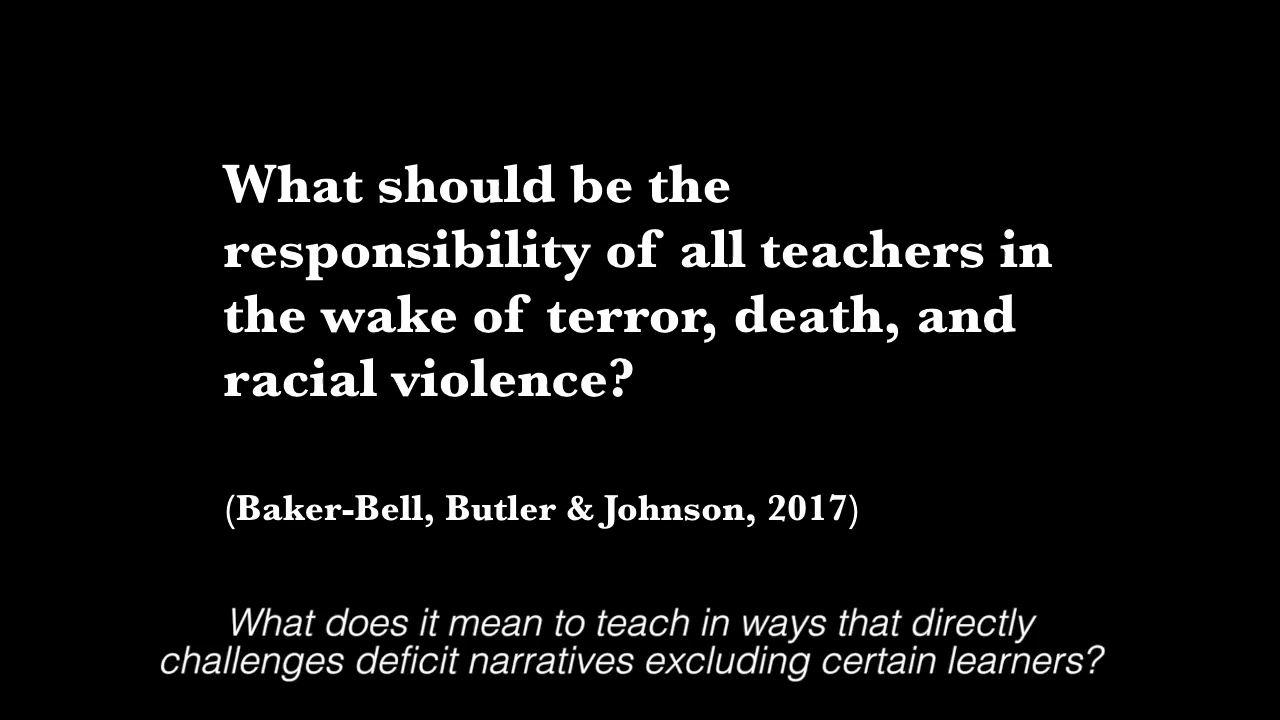 What should be the
responsibility of all teachers in
the wake of terror, death, and
racial violence?
(Baker-Bell, Butler & Johnson, 2017)
What does it mean to teach in ways that directly
challenges deficit narratives excluding certain learners?